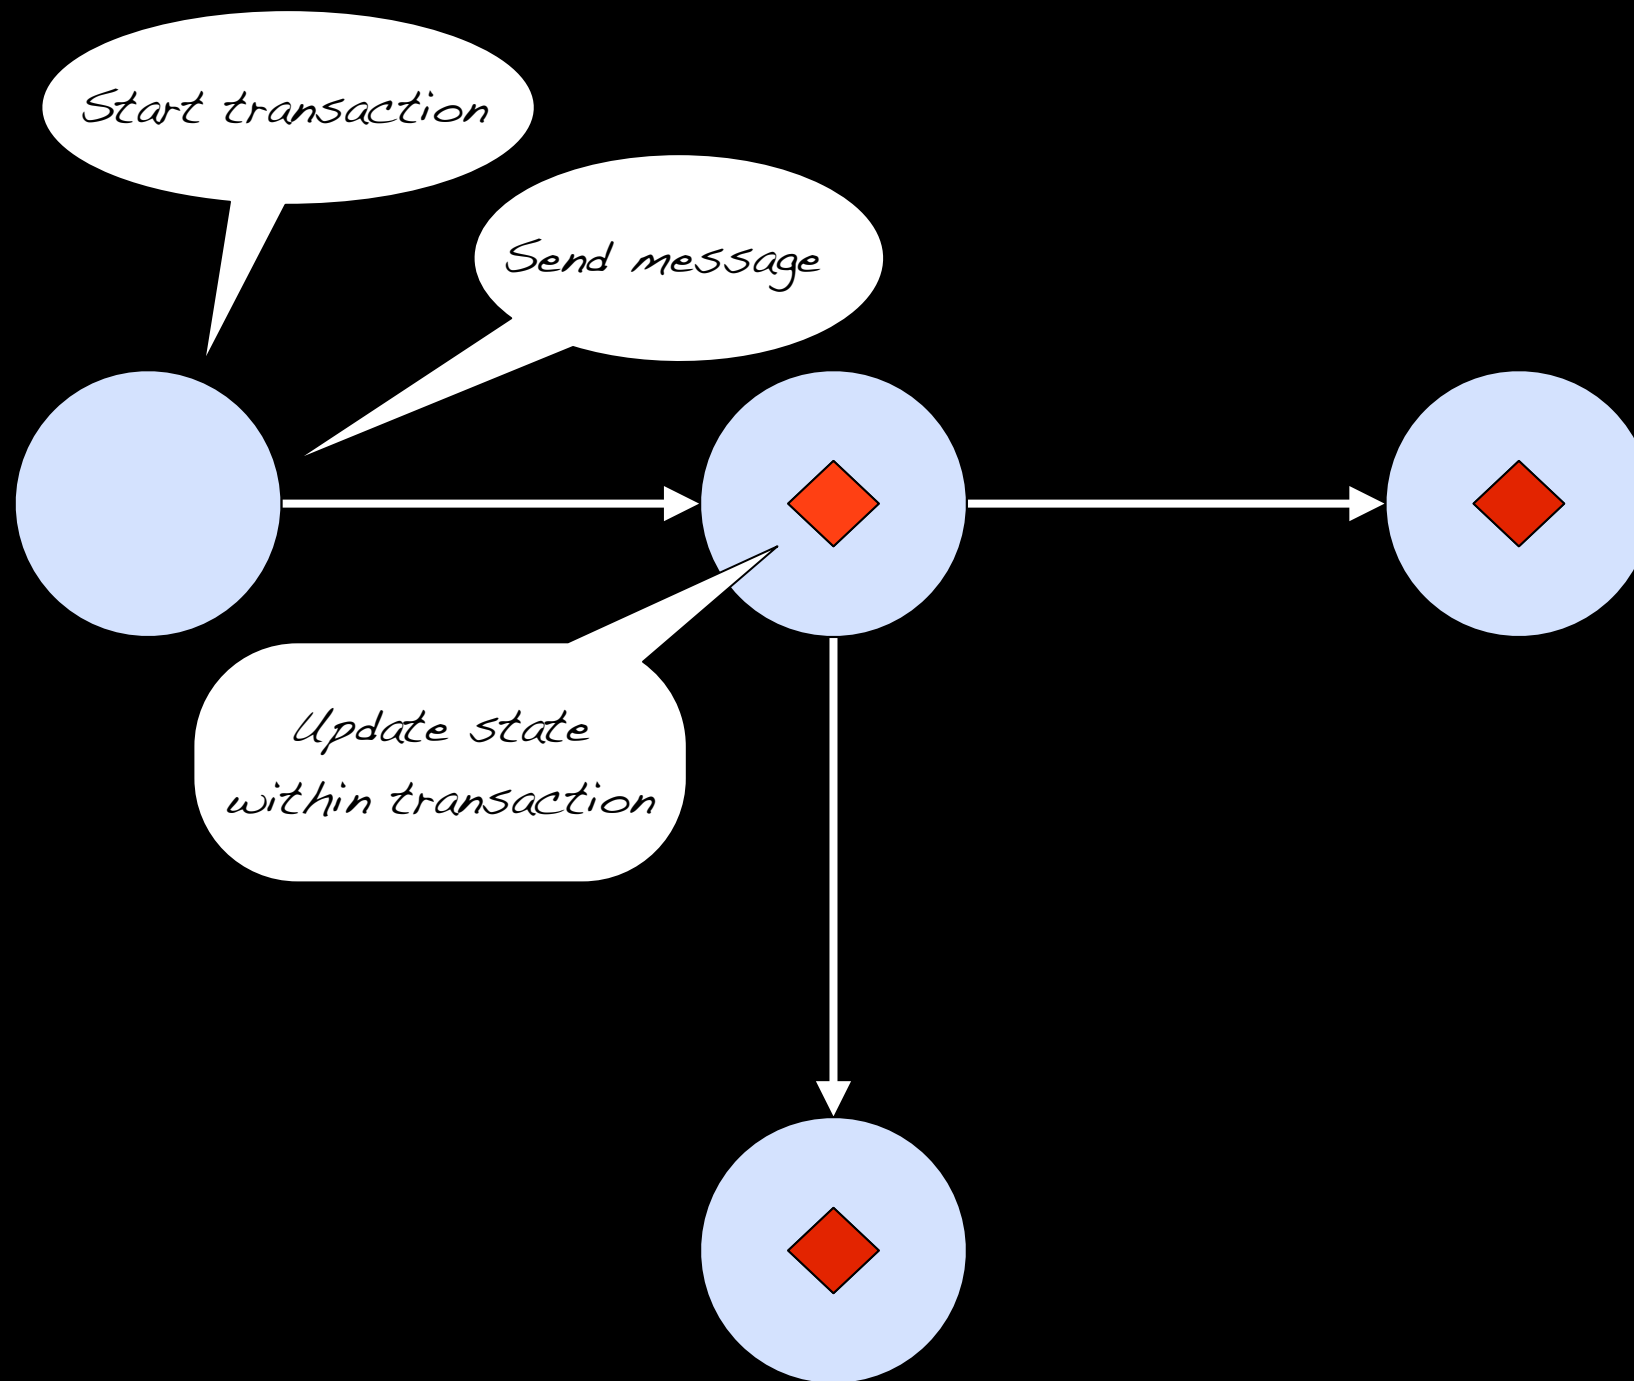 Start transaction
Send message
Update state
within transaction